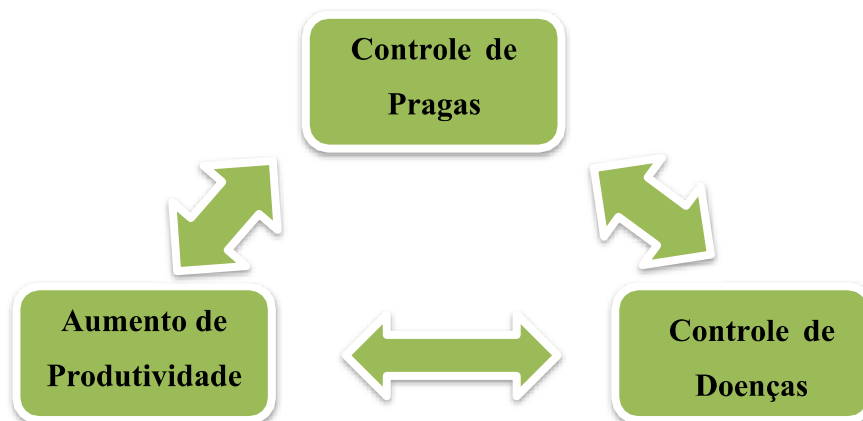 Controle de
Pragas
Aumento de
Produtividade
Controle de
Doenças